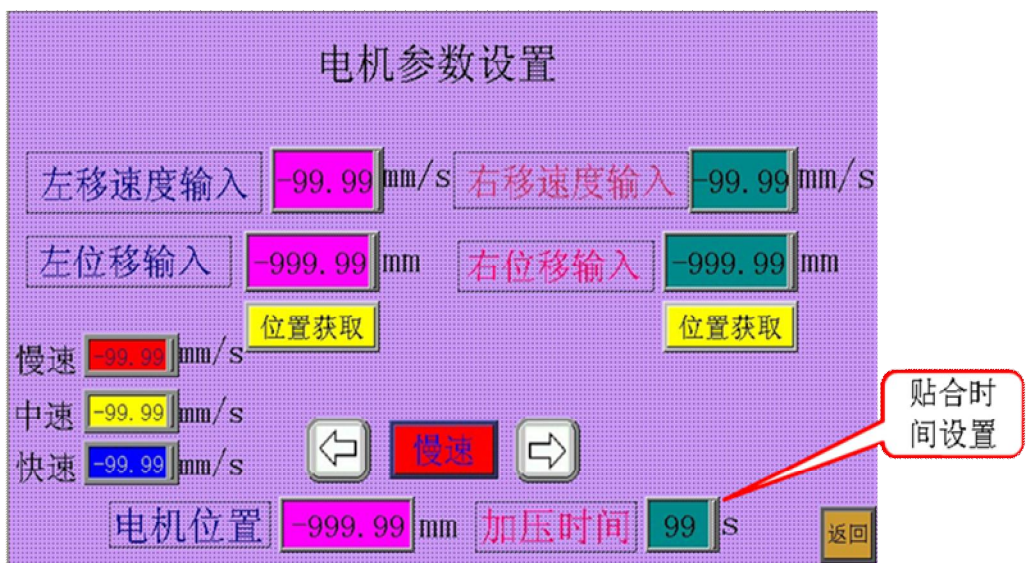 电机参数设置
左移速度输入 -99.99 mm/s 右移速度输入 -99.99 mm/s
左位移输入 -999.99 mm 右位移输入 -999.99 mm
位置获取 位置获取
慢速 -99.99 mm/s
中速 -99.99 mm/s
快速 -99.99 mm/s
慢速
电机位置 -999.99 mm 加压时间 99 s
返回
贴合时
间设置